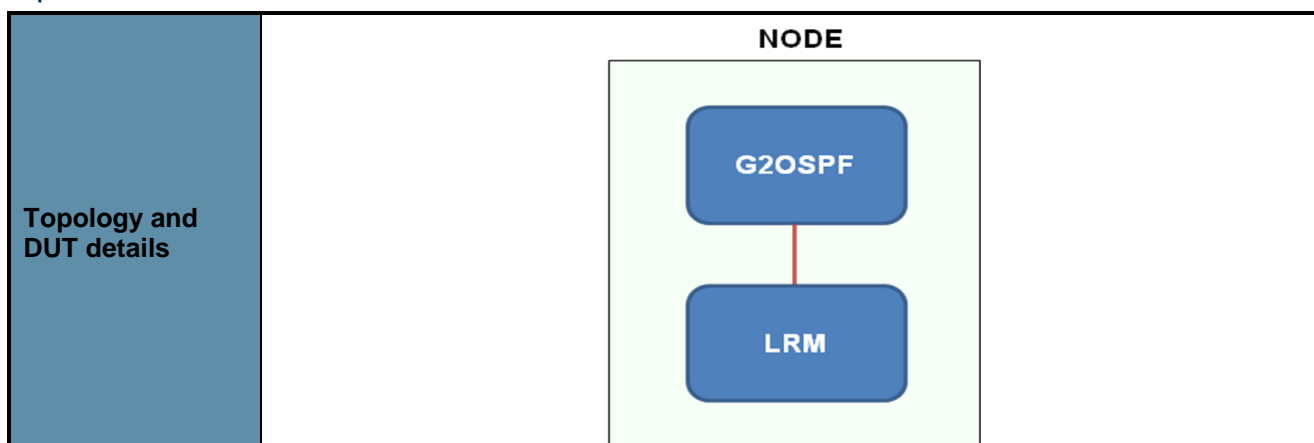 Topology and
DUT details
NODE
G2OSPF
LRM